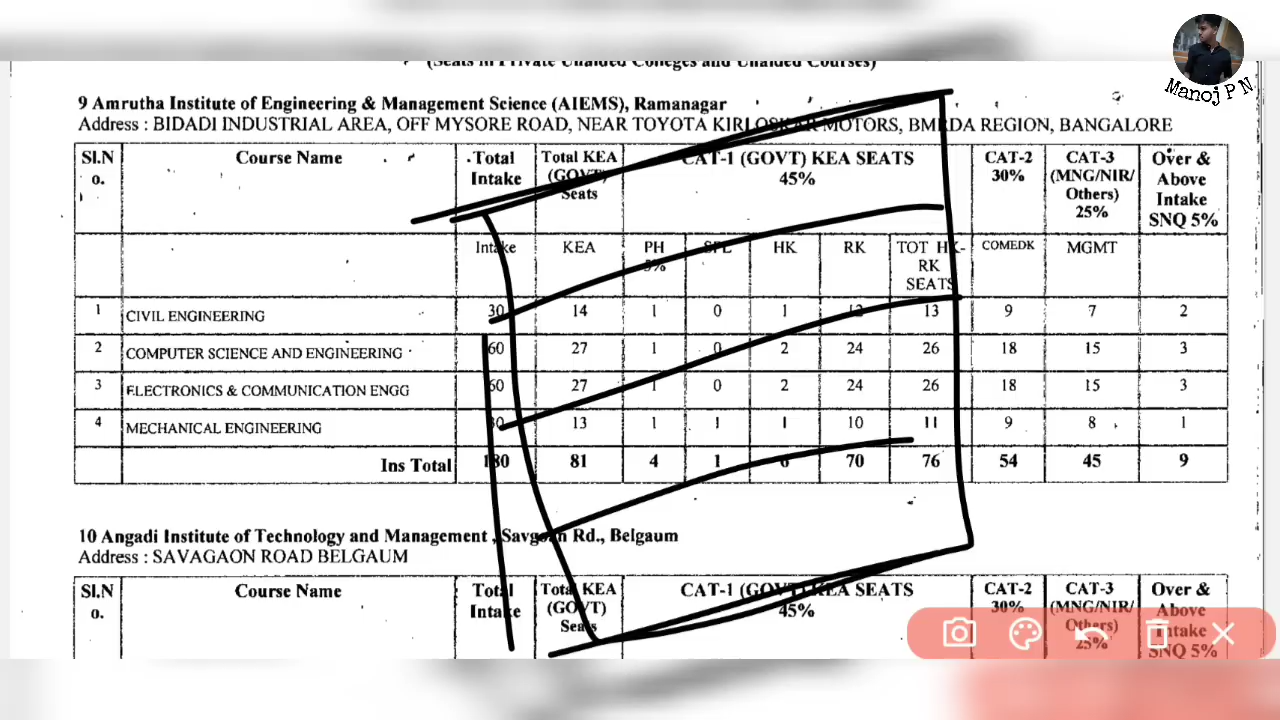 Manoj P N
(Seats in Private Unaided Colleges and Unaided Courses)
9 Amrutha Institute of Engineering & Management Science (AIEMS), Ramanagar
Address : BIDADI INDUSTRIAL AREA, OFF MYSORE ROAD, NEAR TOYOTA KIRLOSKAR MOTORS, BMRDA REGION, BANGALORE
Sl.No. Course Name Total Intake Total KEA (GOVT) Seats CAT-1 (GOVT) KEA SEATS 45% CAT-2 30% CAT-3 (MNG/NIR/Others) 25% Over & Above Intake SNQ 5%
Intake KEA PH 5% SPL HK RK TOT HK-RK SEATS COMEDK MGMT
1 CIVIL ENGINEERING 30 14 1 0 1 12 13 9 7 2
2 COMPUTER SCIENCE AND ENGINEERING 60 27 1 0 2 24 26 18 15 3
3 ELECTRONICS & COMMUNICATION ENGG 60 27 1 0 2 24 26 18 15 3
4 MECHANICAL ENGINEERING 30 13 1 1 1 10 11 9 8 1
Ins Total 180 81 4 1 6 70 76 54 45 9
10 Angadi Institute of Technology and Management , Savgoan Rd., Belgaum
Address : SAVAGAON ROAD BELGAUM
Sl.No. Course Name Total Intake Total KEA (GOVT) Seats CAT-1 (GOVT) KEA SEATS 45% CAT-2 30% CAT-3 (MNG/NIR/Others) 25% Over & Above Intake SNQ 5%